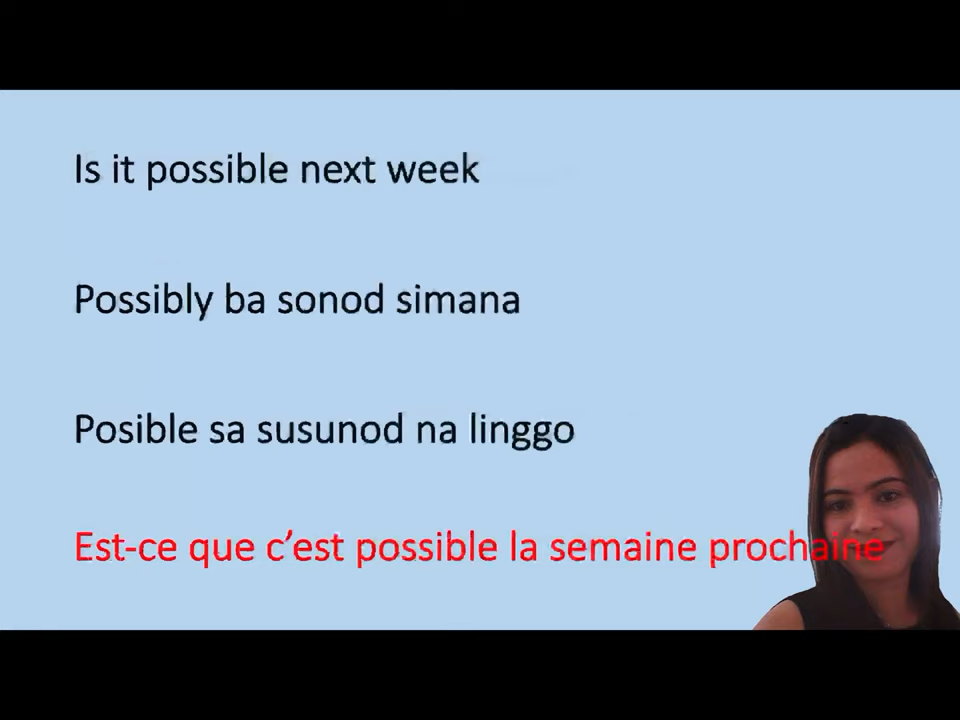 Is it possible next week
Possibly ba sonod simana
Posible sa susunod na linggo
Est-ce que c’est possible la semaine prochaine